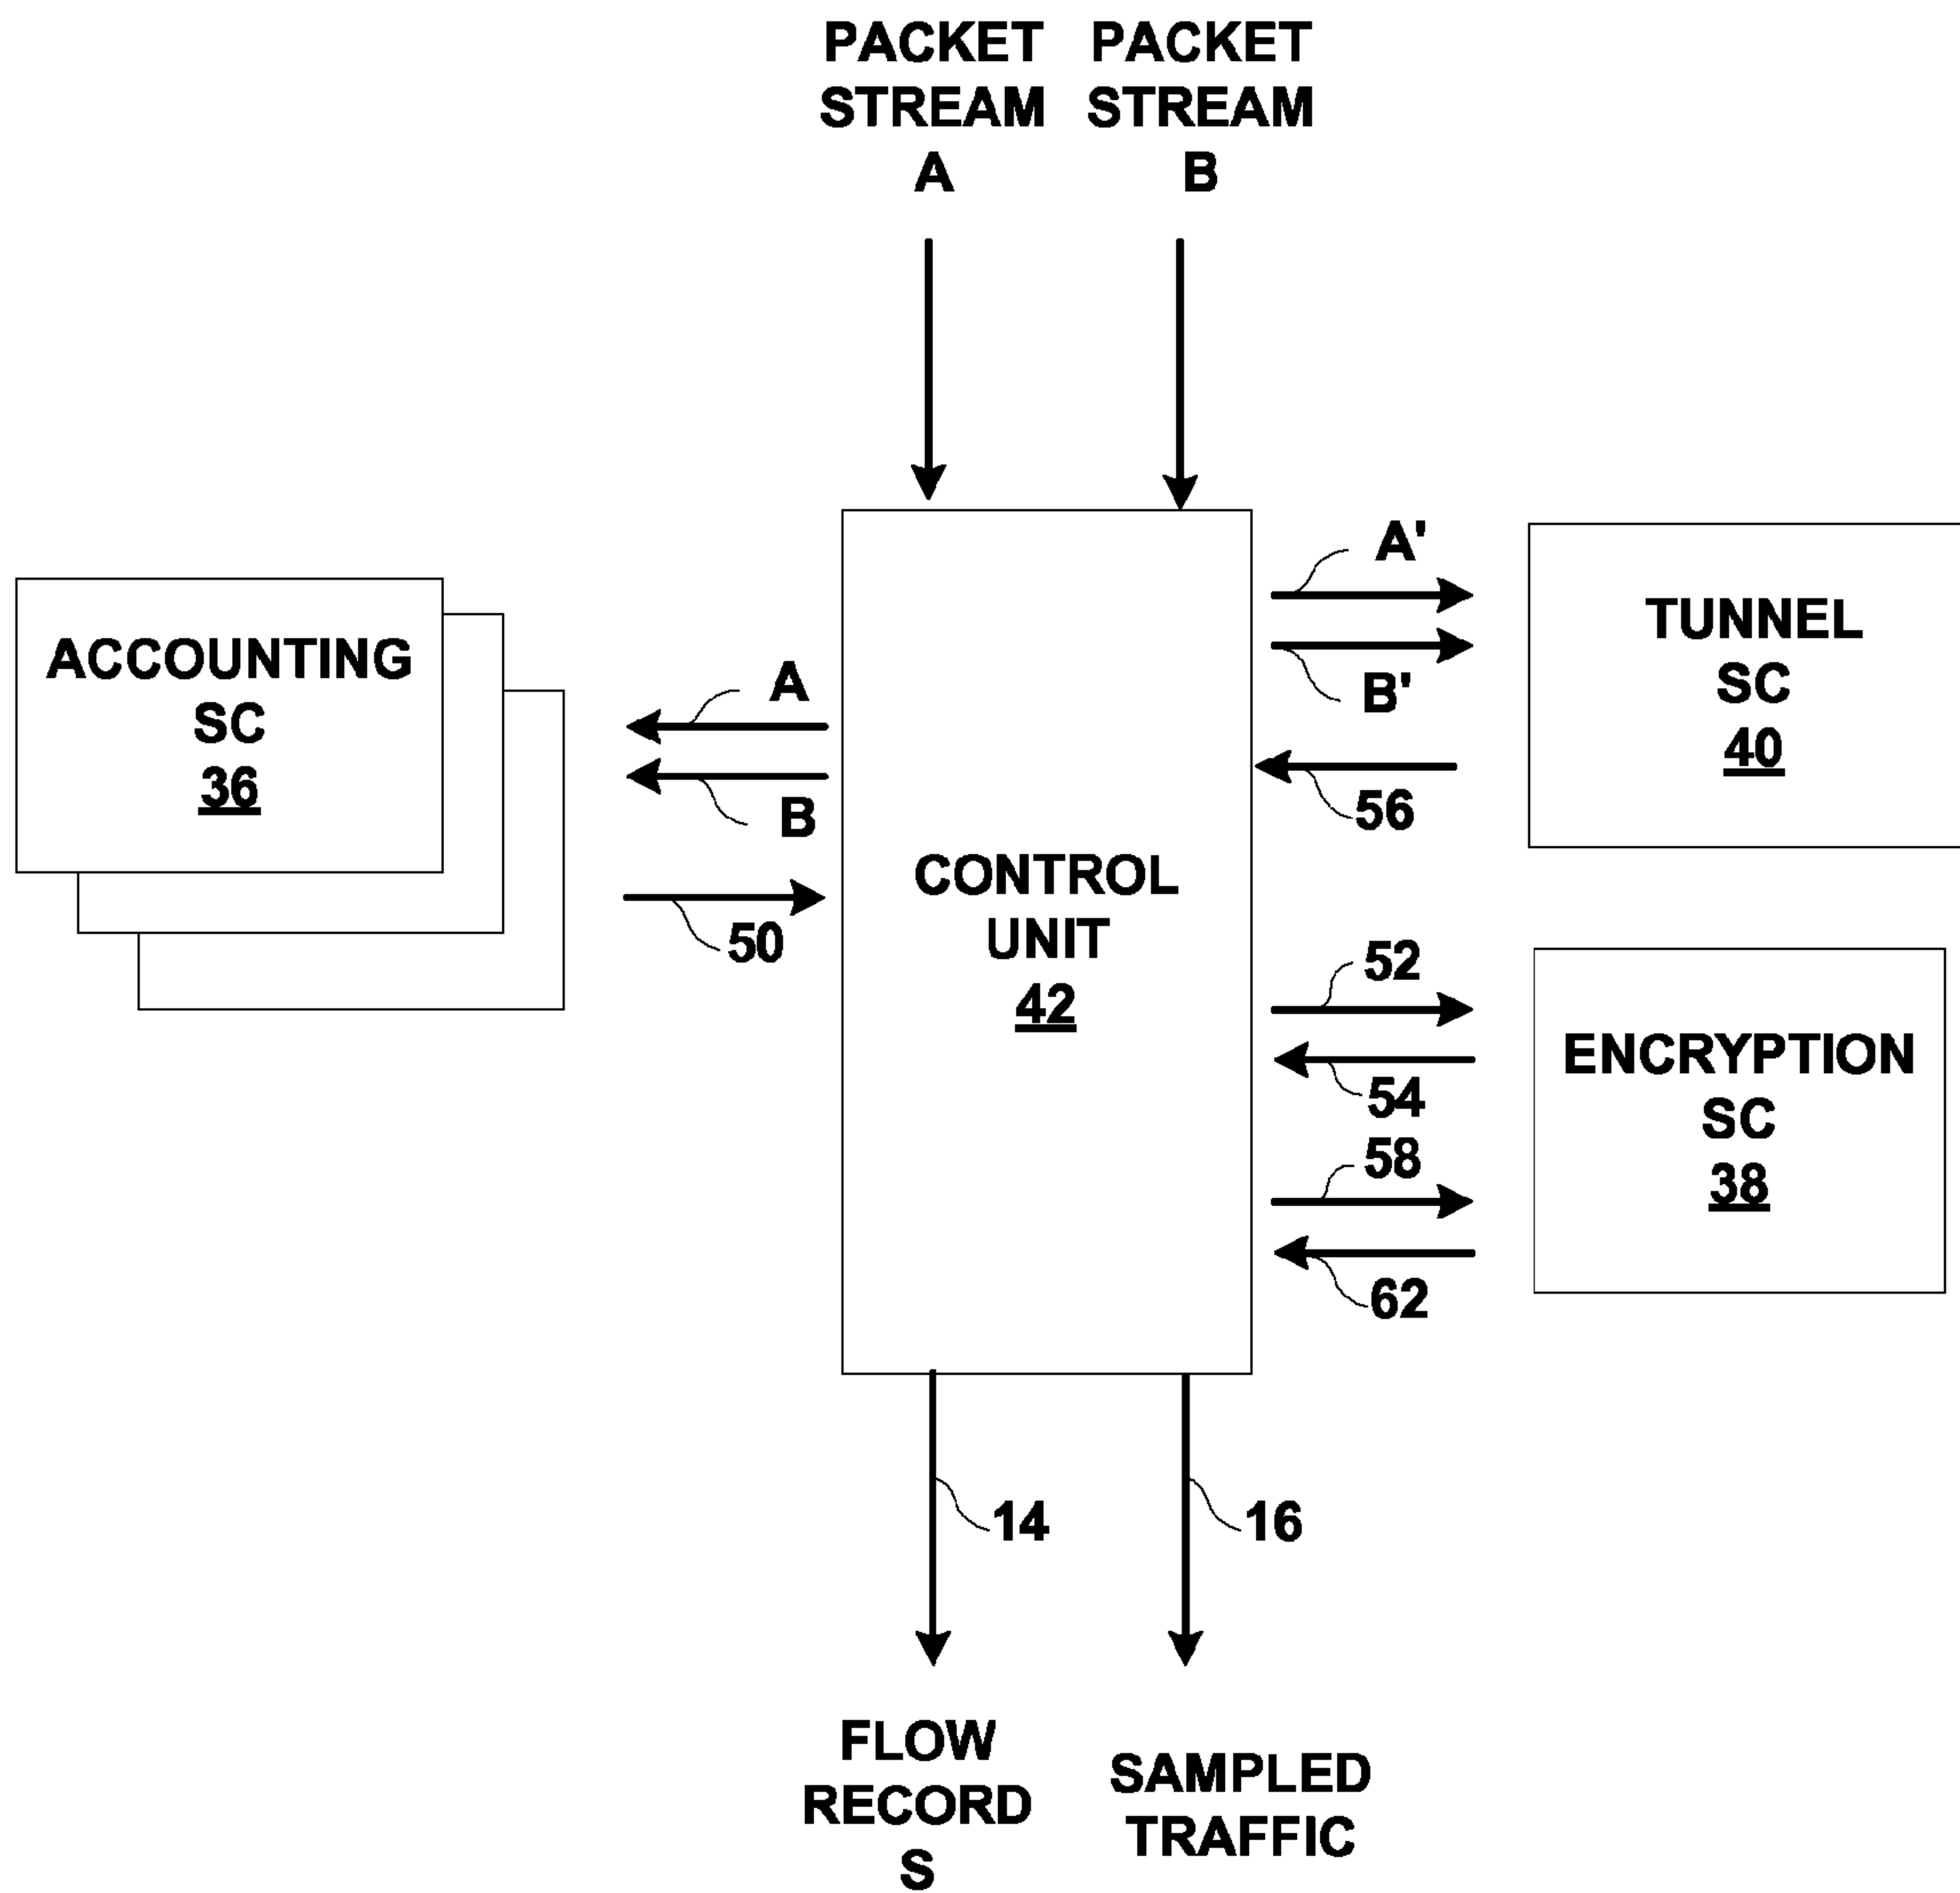 PACKET
STREAM
A
PACKET
STREAM
B
ACCOUNTING
SC
36
A
B
50
CONTROL
UNIT
42
A'
B'
56
TUNNEL
SC
40
52
54
58
62
ENCRYPTION
SC
38
14
16
FLOW
RECORD
S
SAMPLED
TRAFFIC